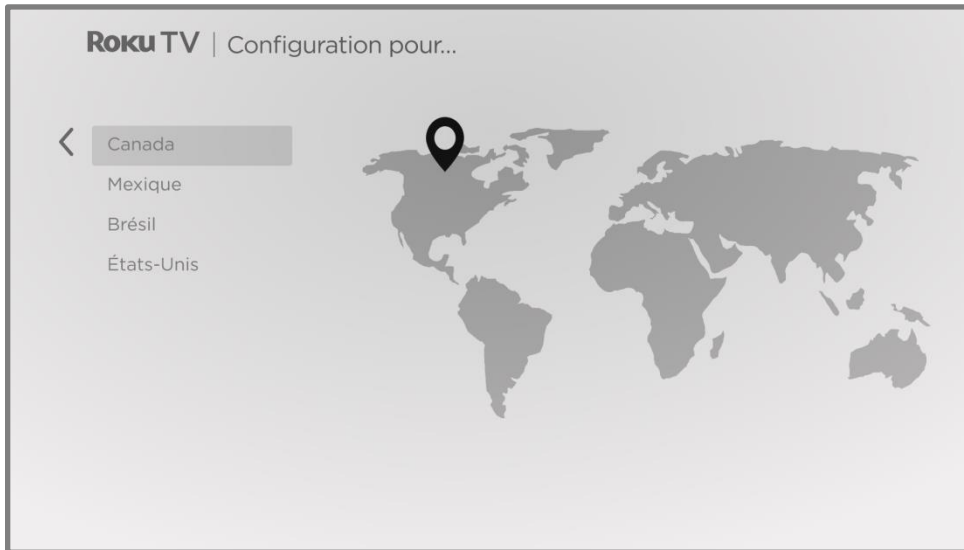 Roku TV | Configuration pour...
Canada
Mexique
Brésil
États-Unis